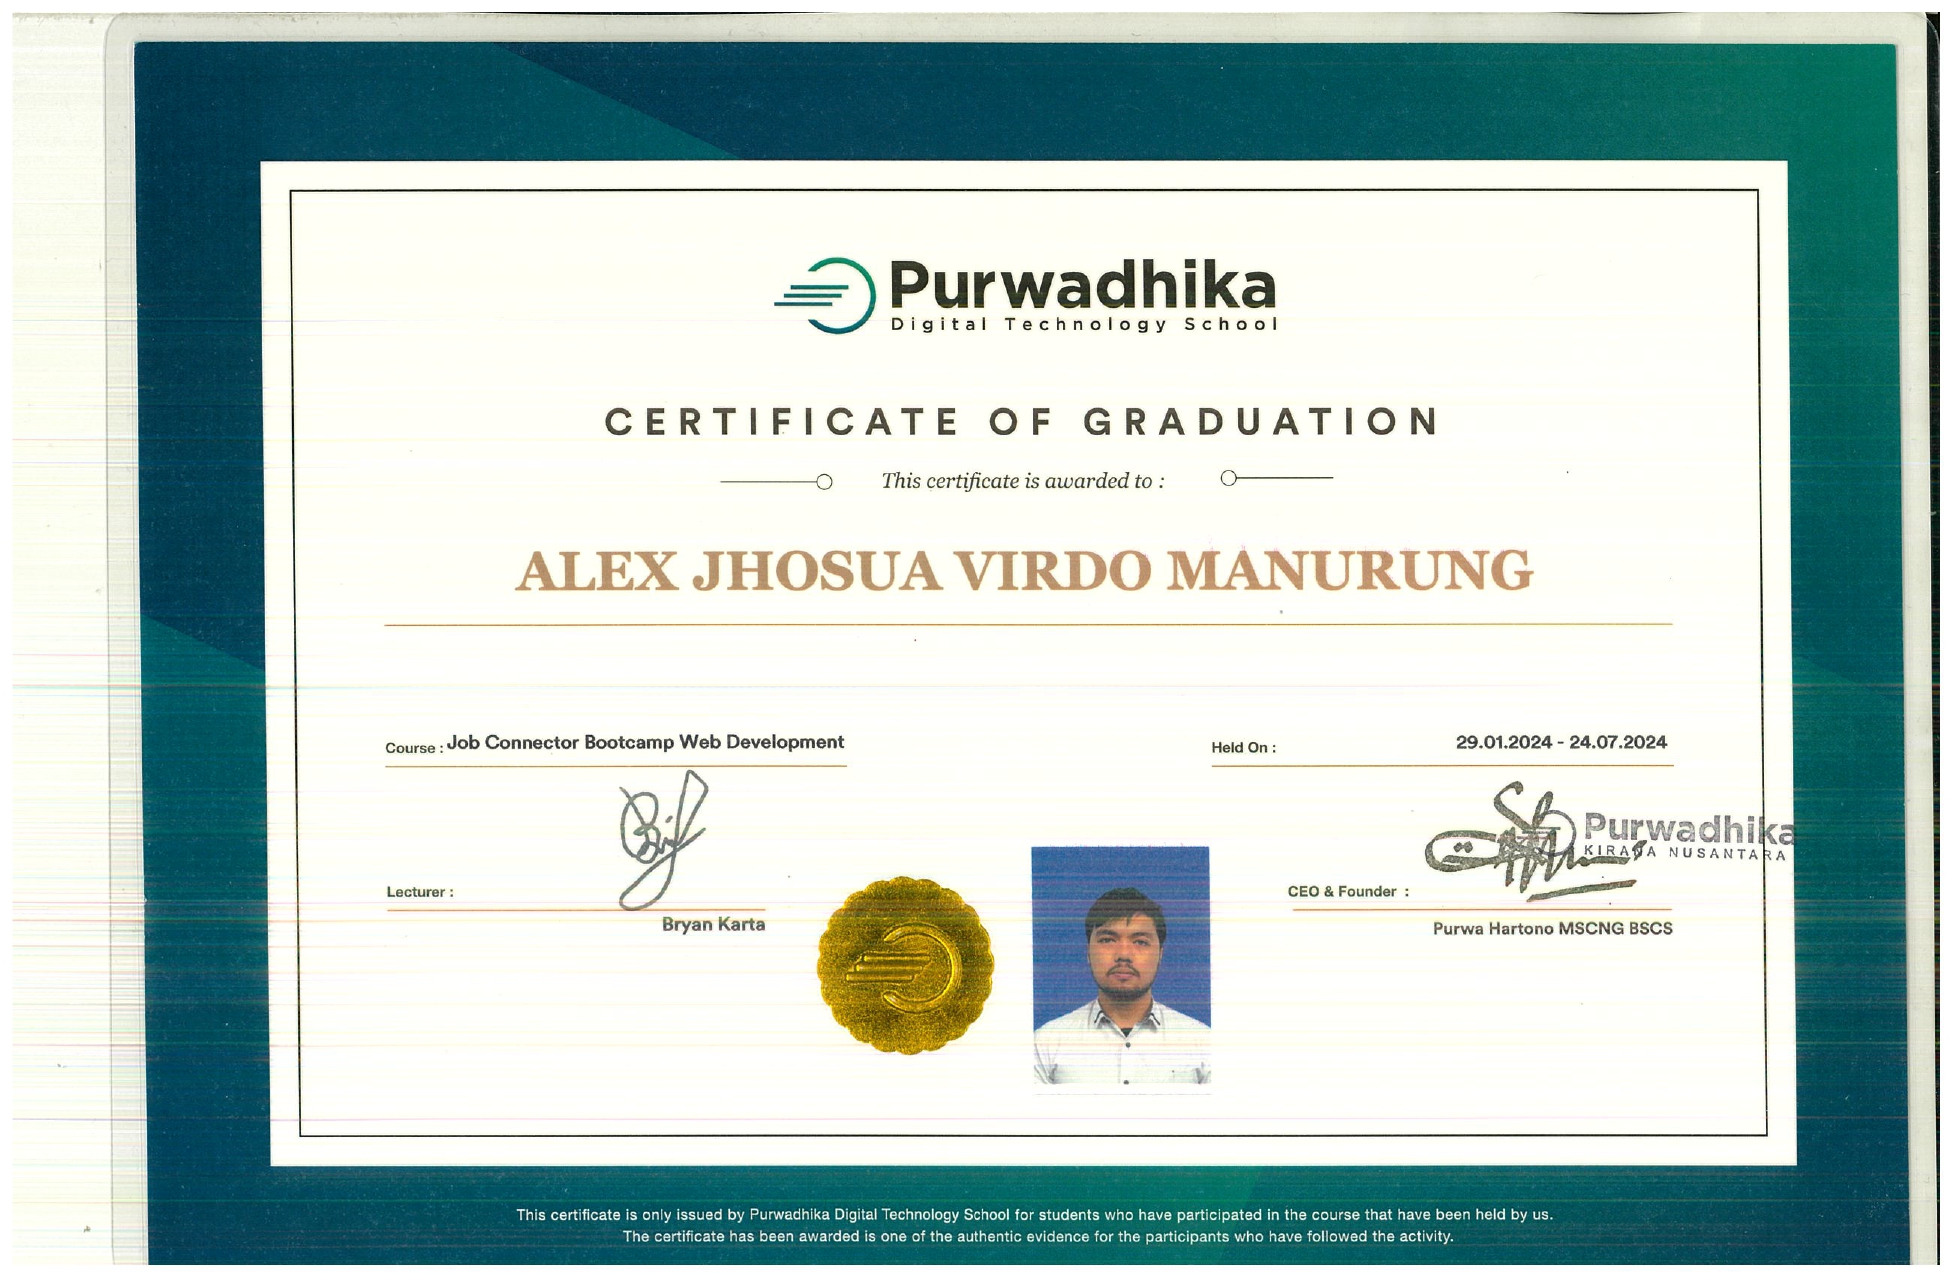 Purwadhika
Digital Technology School
CERTIFICATE OF GRADUATION
This certificate is awarded to :
ALEX JHOSUA VIRDO MANURUNG
Course : Job Connector Bootcamp Web Development
Held On : 29.01.2024 - 24.07.2024
Purwadhika
KIRANA NUSANTARA
Lecturer :
Bryan Karta
CEO & Founder :
Purwa Hartono MSCNG BSCS
This certificate is only issued by Purwadhika Digital Technology School for students who have participated in the course that have been held by us.
The certificate has been awarded is one of the authentic evidence for the participants who have followed the activity.